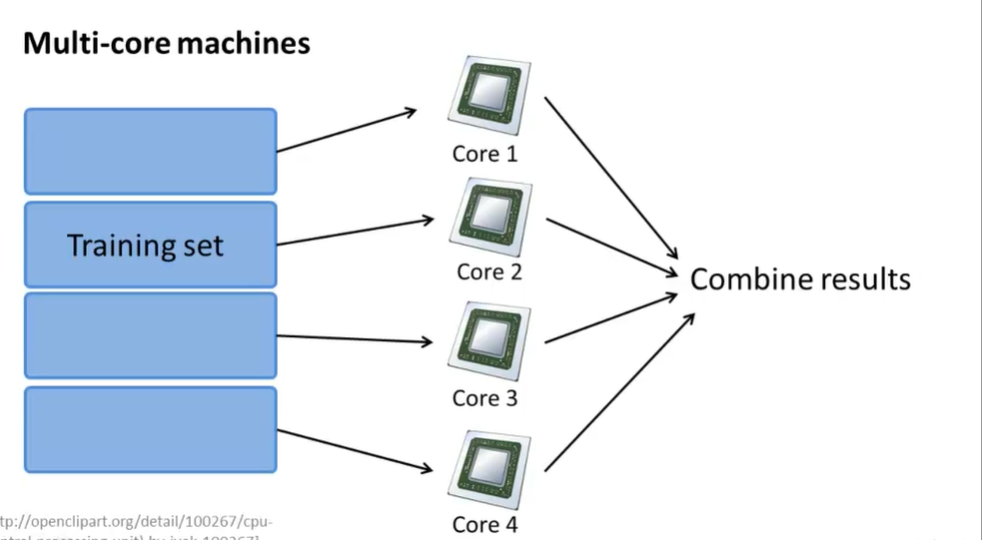 Multi-core machines
Core 1
Training set
Core 2
Combine results
Core 3
Core 4
tp://openclipart.org/detail/100267/cpu-